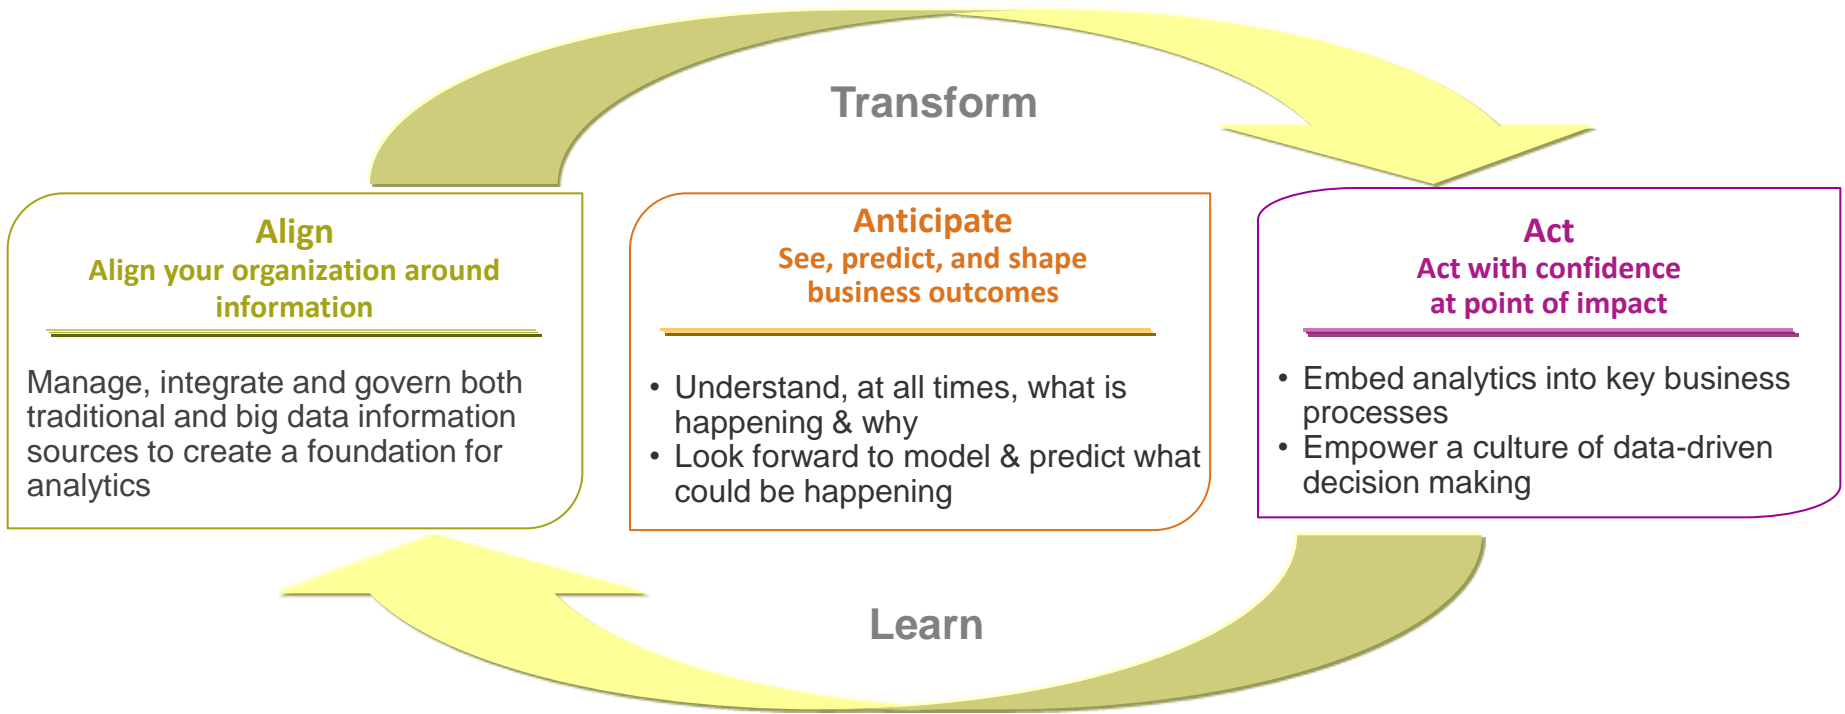 Transform
Align
Align your organization around
information
Manage, integrate and govern both
traditional and big data information
sources to create a foundation for
analytics
Anticipate
See, predict, and shape
business outcomes
• Understand, at all times, what is
happening & why
• Look forward to model & predict what
could be happening
Act
Act with confidence
at point of impact
• Embed analytics into key business
processes
• Empower a culture of data-driven
decision making
Learn